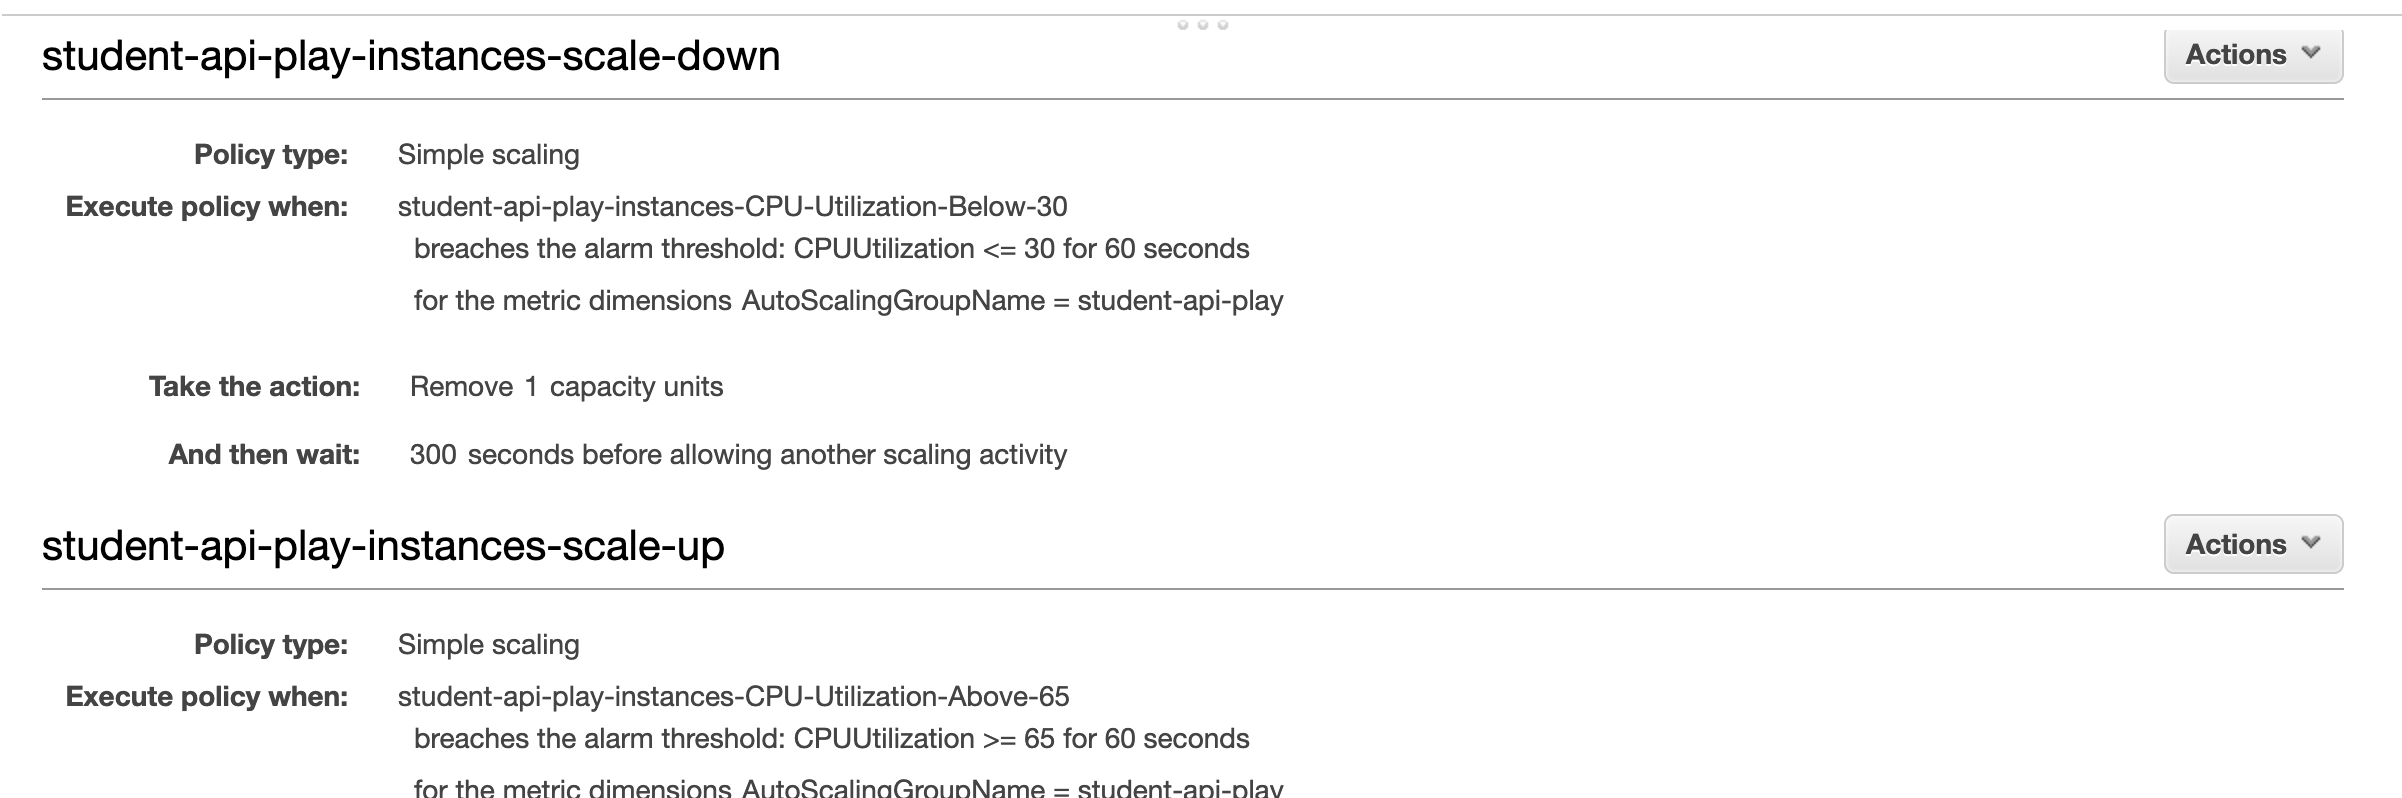 student-api-play-instances-scale-down
Actions
Policy type: Simple scaling
Execute policy when: student-api-play-instances-CPU-Utilization-Below-30
breaches the alarm threshold: CPUUtilization <= 30 for 60 seconds
for the metric dimensions AutoScalingGroupName = student-api-play
Take the action: Remove 1 capacity units
And then wait: 300 seconds before allowing another scaling activity
student-api-play-instances-scale-up
Actions
Policy type: Simple scaling
Execute policy when: student-api-play-instances-CPU-Utilization-Above-65
breaches the alarm threshold: CPUUtilization >= 65 for 60 seconds
for the metric dimensions AutoScalingGroupName = student-api-play